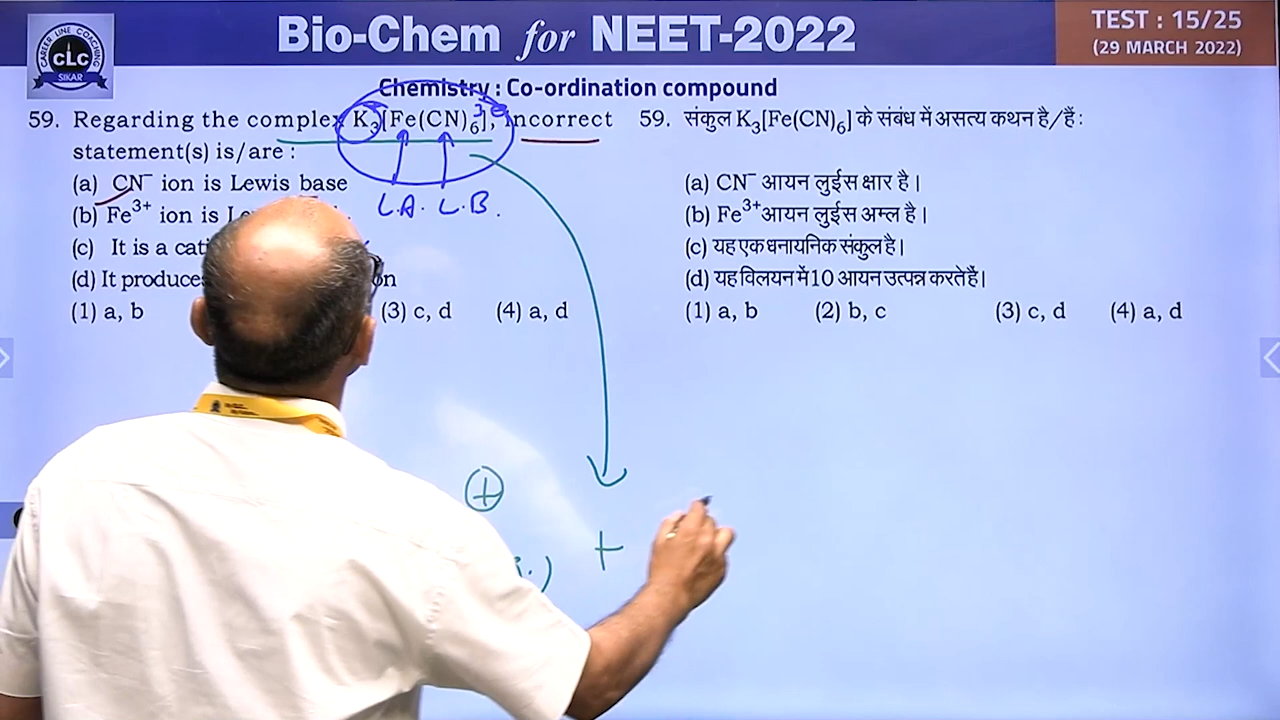 CAREER LINE COACHING
CLC
SIKAR
Bio-Chem for NEET-2022
TEST : 15/25
(29 MARCH 2022)
Chemistry : Co-ordination compound
59. Regarding the complex K₃[Fe(CN)₆], incorrect
3⊖
statement(s) is/are :
(a) CN⁻ ion is Lewis base
(b) Fe³⁺ ion is
(c) It is a
(d) It
(1) a, b (3) c, d (4) a, d
L.A. L.B.
59. संकुल K₃[Fe(CN)₆] के संबंध में असत्य कथन है/हैं :
(a) CN⁻ आयन लुईस क्षार है।
(b) Fe³⁺आयन लुईस अम्ल है।
(c) यह एक धनायनिक संकुल है।
(d) यह विलयन में 10 आयन उत्पन्न करते हैं।
(1) a, b (2) b, c (3) c, d (4) a, d
⊕
+